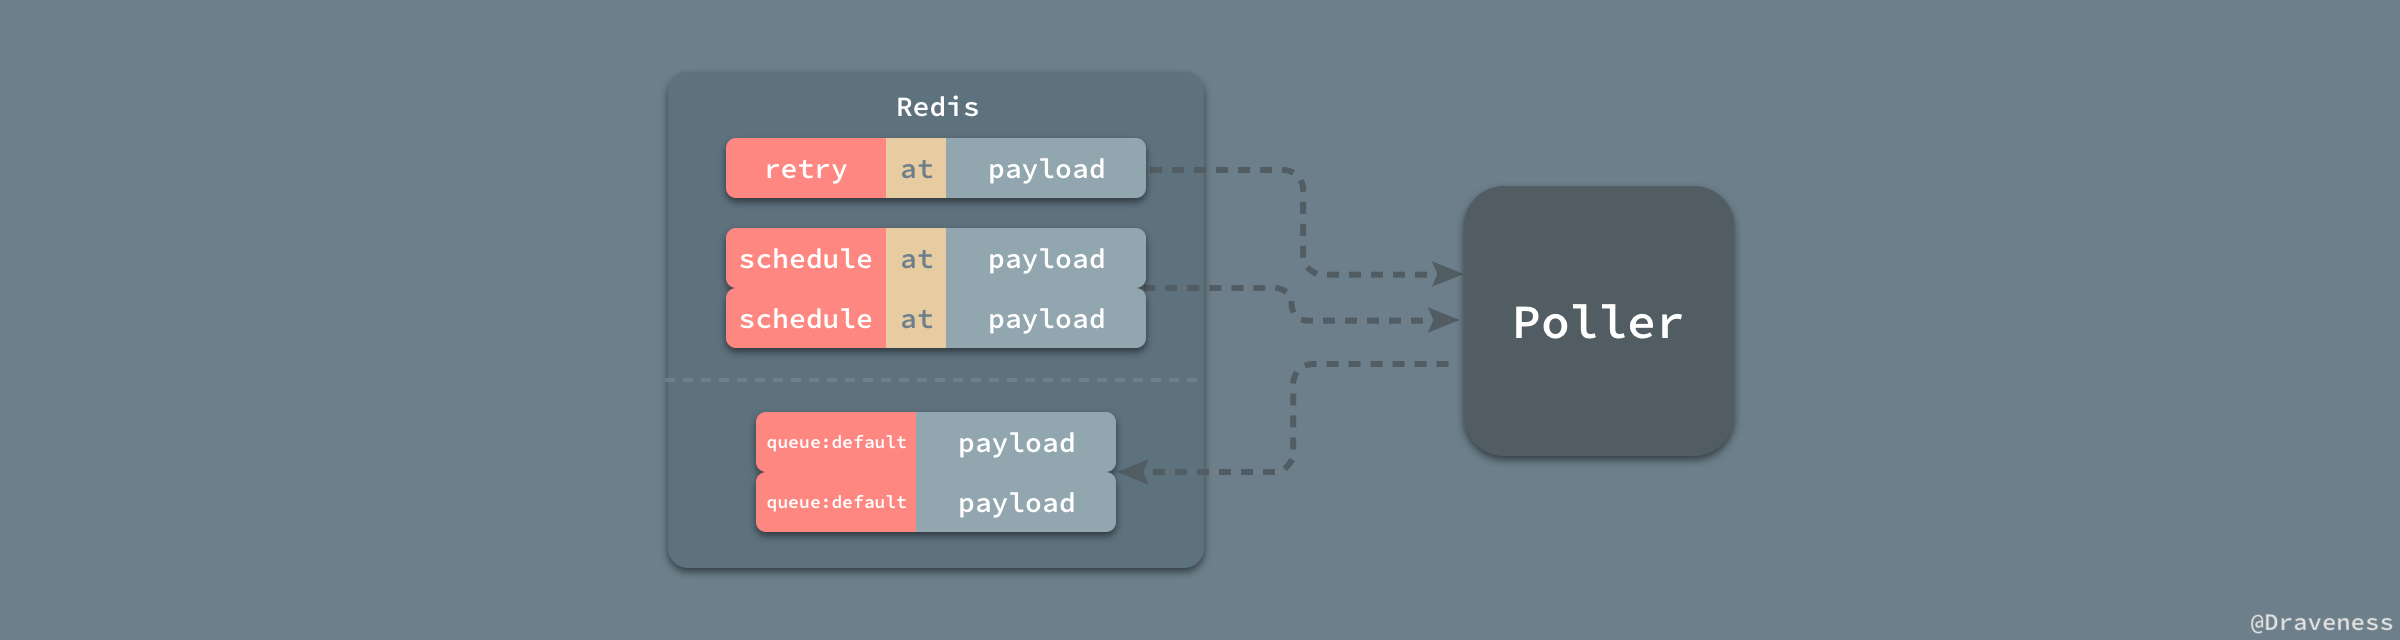 Redis
retry at payload
schedule at payload
schedule at payload
Poller
queue:default payload
queue:default payload
@Draveness